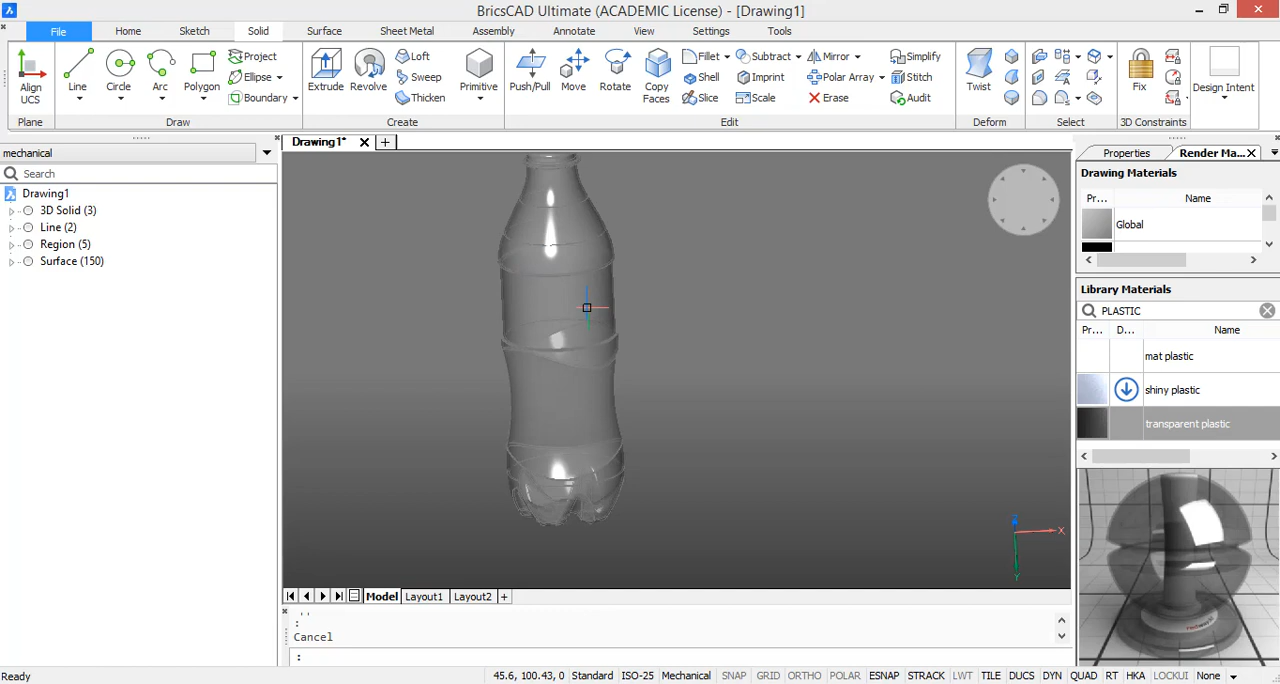 BricsCAD Ultimate (ACADEMIC License) - [Drawing1]
File Home Sketch Solid Surface Sheet Metal Assembly Annotate View Settings Tools
Align UCS
Line
Circle
Arc
Polygon
Project
Ellipse
Boundary
Extrude
Revolve
Loft
Sweep
Thicken
Primitive
Push/Pull
Move
Rotate
Copy Faces
Fillet
Shell
Slice
Subtract
Imprint
Scale
Mirror
Polar Array
Erase
Simplify
Stitch
Audit
Twist
Fix
Design Intent
Plane Draw Create Edit Deform Select 3D Constraints
Drawing1*
mechanical
Search
Drawing1
3D Solid (3)
Line (2)
Region (5)
Surface (150)
Properties Render Ma...
Drawing Materials
Pr... Name
Global
Library Materials
PLASTIC
Pr... D... Name
mat plastic
shiny plastic
transparent plastic
Z
X
Y
Model Layout1 Layout2 +
:
Cancel
:
Ready 45.6, 100.43, 0 Standard ISO-25 Mechanical SNAP GRID ORTHO POLAR ESNAP STRACK LWT TILE DUCS DYN QUAD RT HKA LOCKUI None